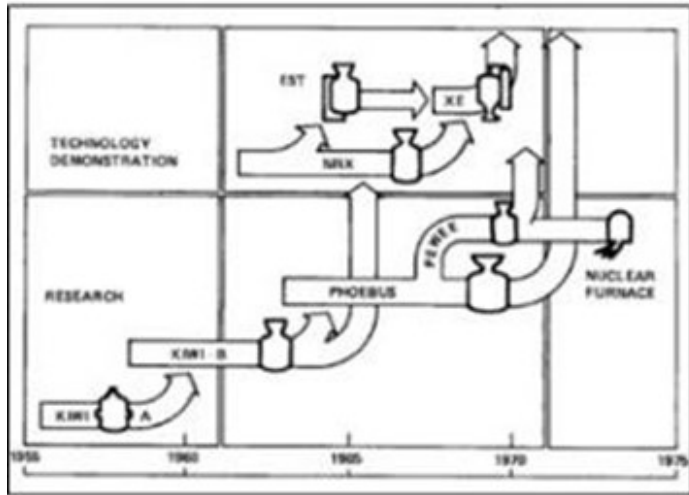 EST
XE
TECHNOLOGY
DEMONSTRATION
NRX
PEWEE
RESEARCH
PHOEBUS
NUCLEAR
FURNACE
KIWI - B
KIWI A
1955 1960 1965 1970 1975